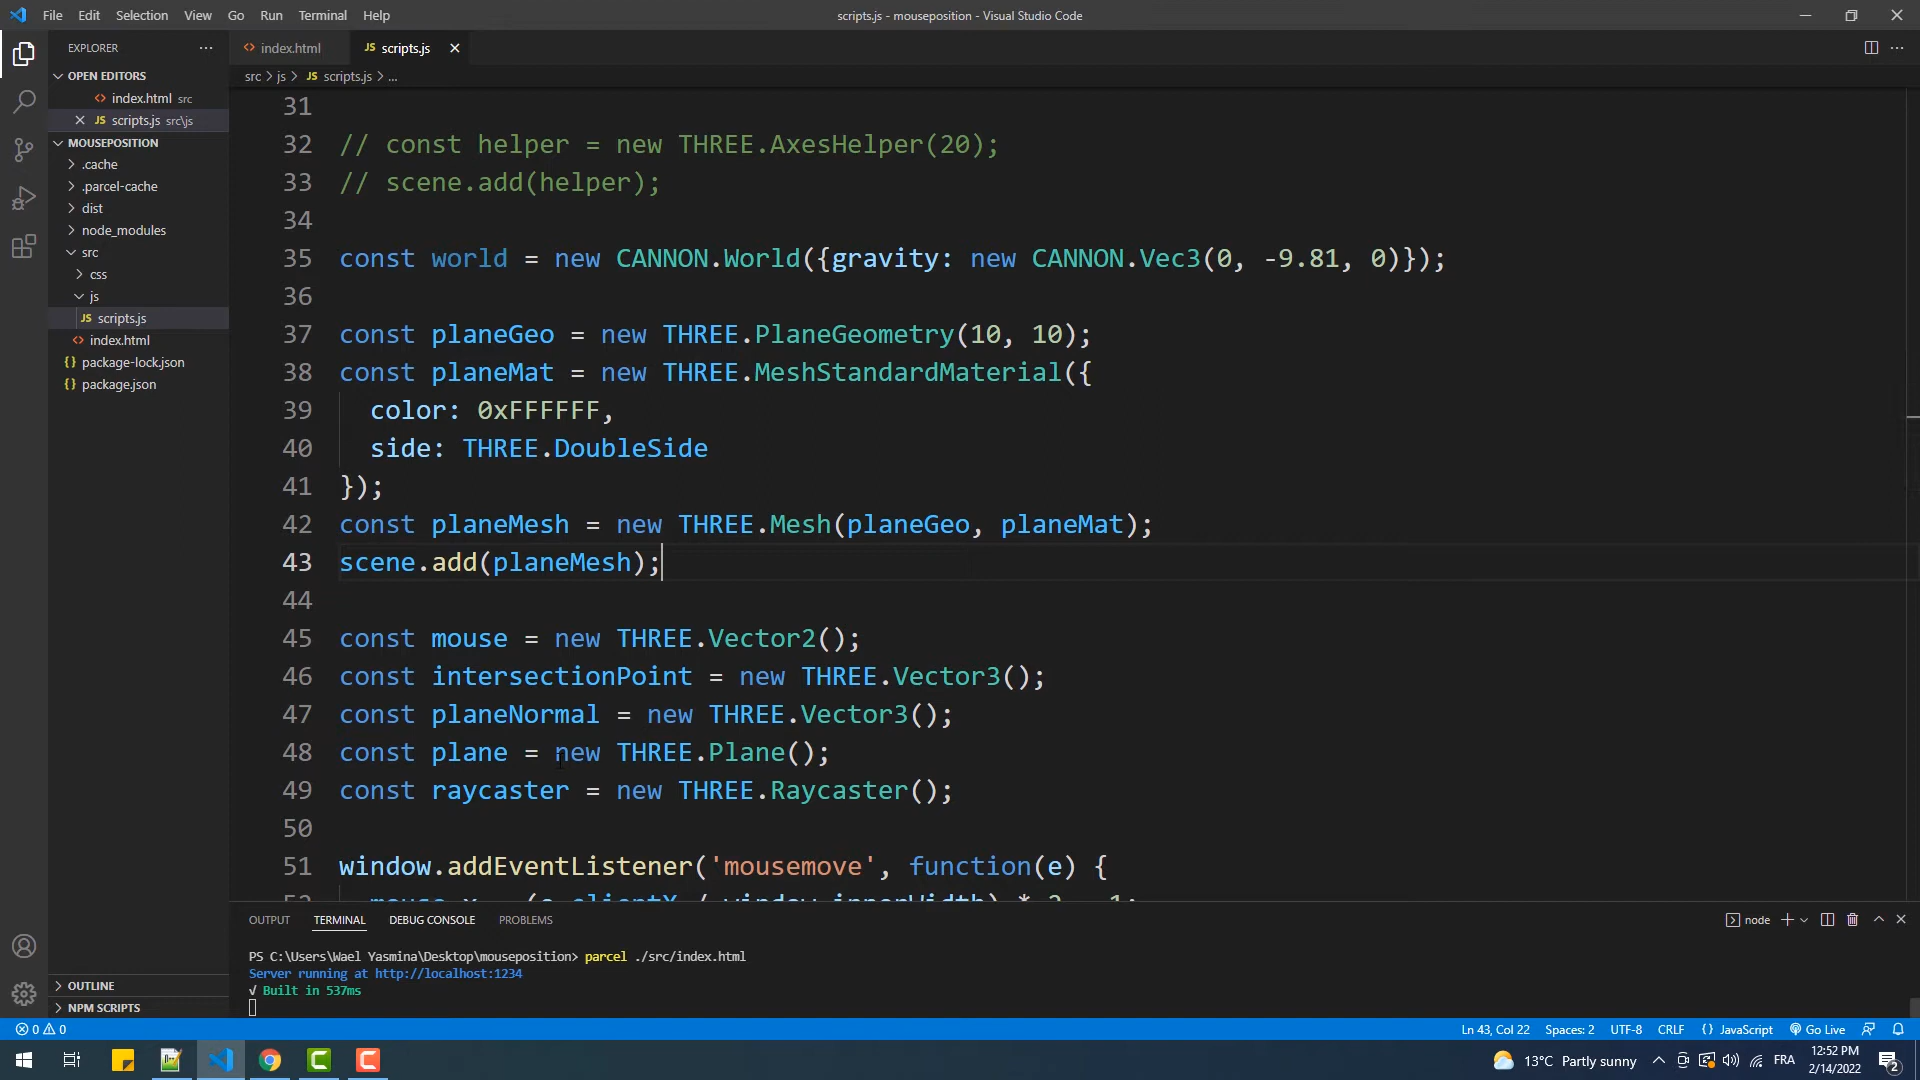 File Edit Selection View Go Run Terminal Help
scripts.js - mouseposition - Visual Studio Code
EXPLORER
OPEN EDITORS
index.html src
scripts.js src\js
MOUSEPOSITION
.cache
.parcel-cache
dist
node_modules
src
css
js
JS scripts.js
index.html
{} package-lock.json
{} package.json
OUTLINE
NPM SCRIPTS
index.html
JS scripts.js
src > js > JS scripts.js > ...
31
32 // const helper = new THREE.AxesHelper(20);
33 // scene.add(helper);
34
35 const world = new CANNON.World({gravity: new CANNON.Vec3(0, -9.81, 0)});
36
37 const planeGeo = new THREE.PlaneGeometry(10, 10);
38 const planeMat = new THREE.MeshStandardMaterial({
39 color: 0xFFFFFF,
40 side: THREE.DoubleSide
41 });
42 const planeMesh = new THREE.Mesh(planeGeo, planeMat);
43 scene.add(planeMesh);
44
45 const mouse = new THREE.Vector2();
46 const intersectionPoint = new THREE.Vector3();
47 const planeNormal = new THREE.Vector3();
48 const plane = new THREE.Plane();
49 const raycaster = new THREE.Raycaster();
50
51 window.addEventListener('mousemove', function(e) {
OUTPUT TERMINAL DEBUG CONSOLE PROBLEMS
node
PS C:\Users\Wael Yasmina\Desktop\mouseposition> parcel ./src/index.html
Server running at http://localhost:1234
√ Built in 537ms
0 0
Ln 43, Col 22 Spaces: 2 UTF-8 CRLF {} JavaScript Go Live
13°C Partly sunny
FRA
12:52 PM
2/14/2022
2